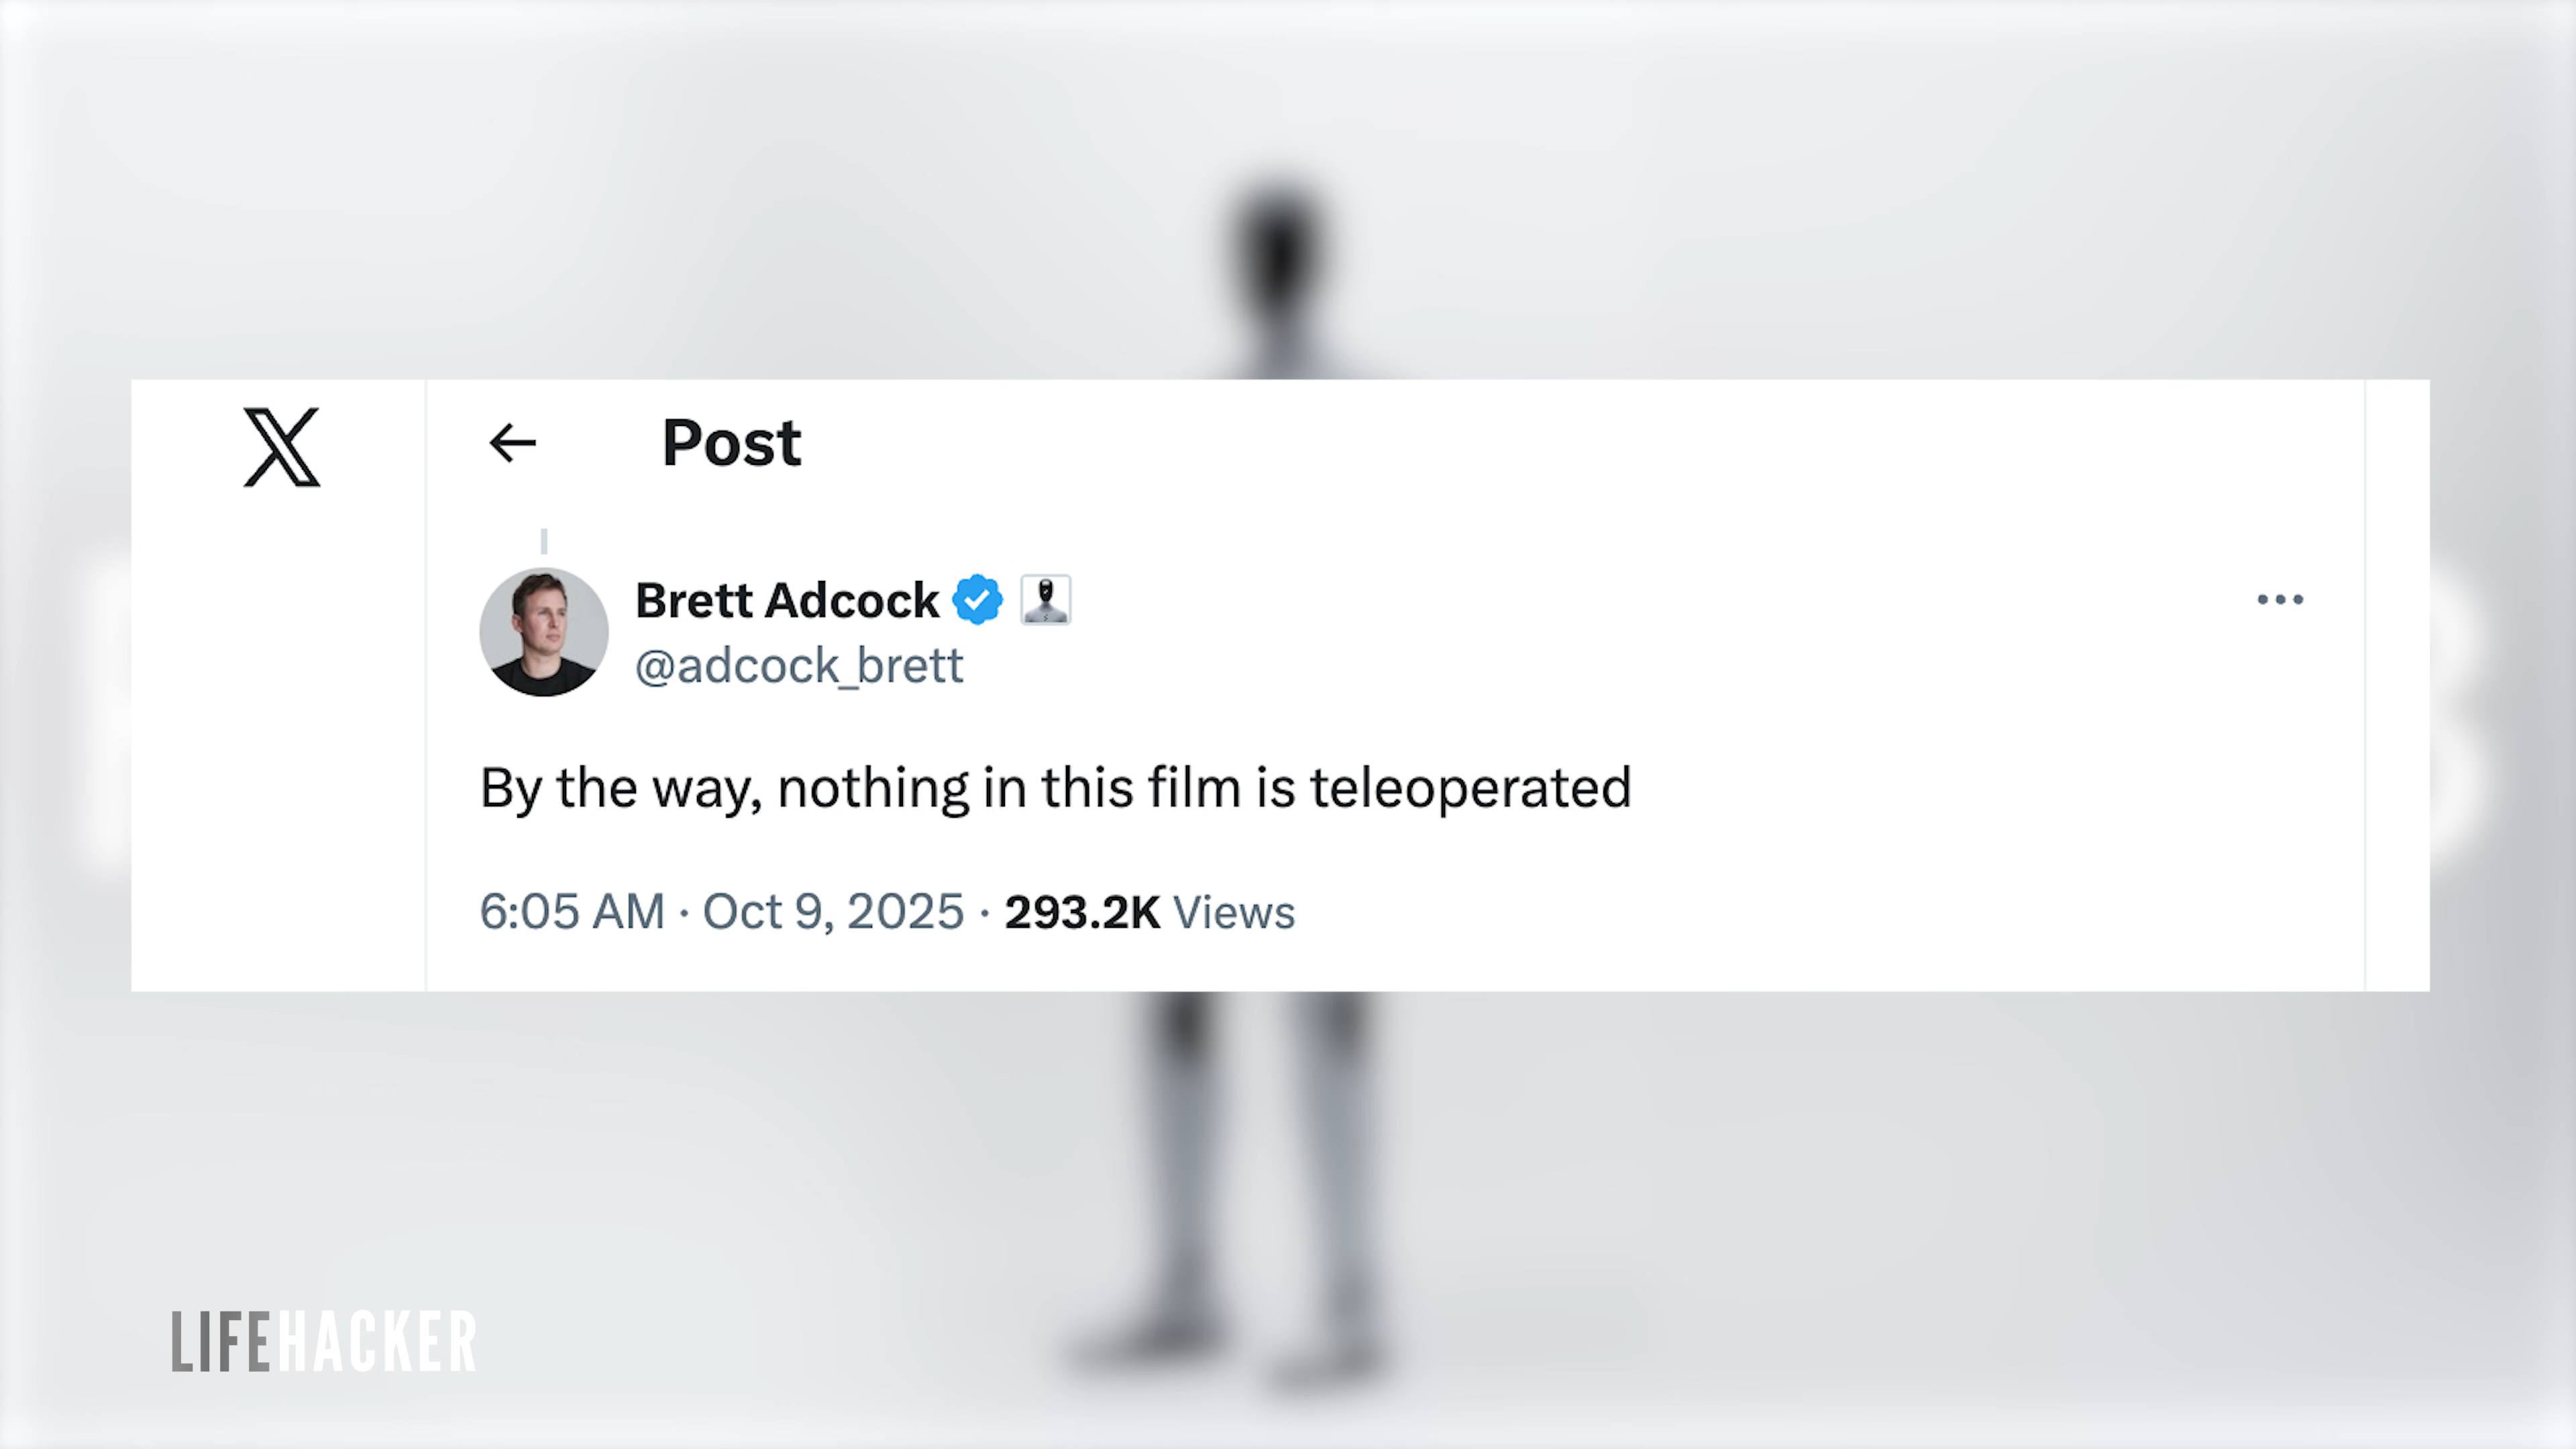 X
Post
Brett Adcock
@adcock_brett
By the way, nothing in this film is teleoperated
6:05 AM · Oct 9, 2025 · 293.2K Views
LIFEHACKER